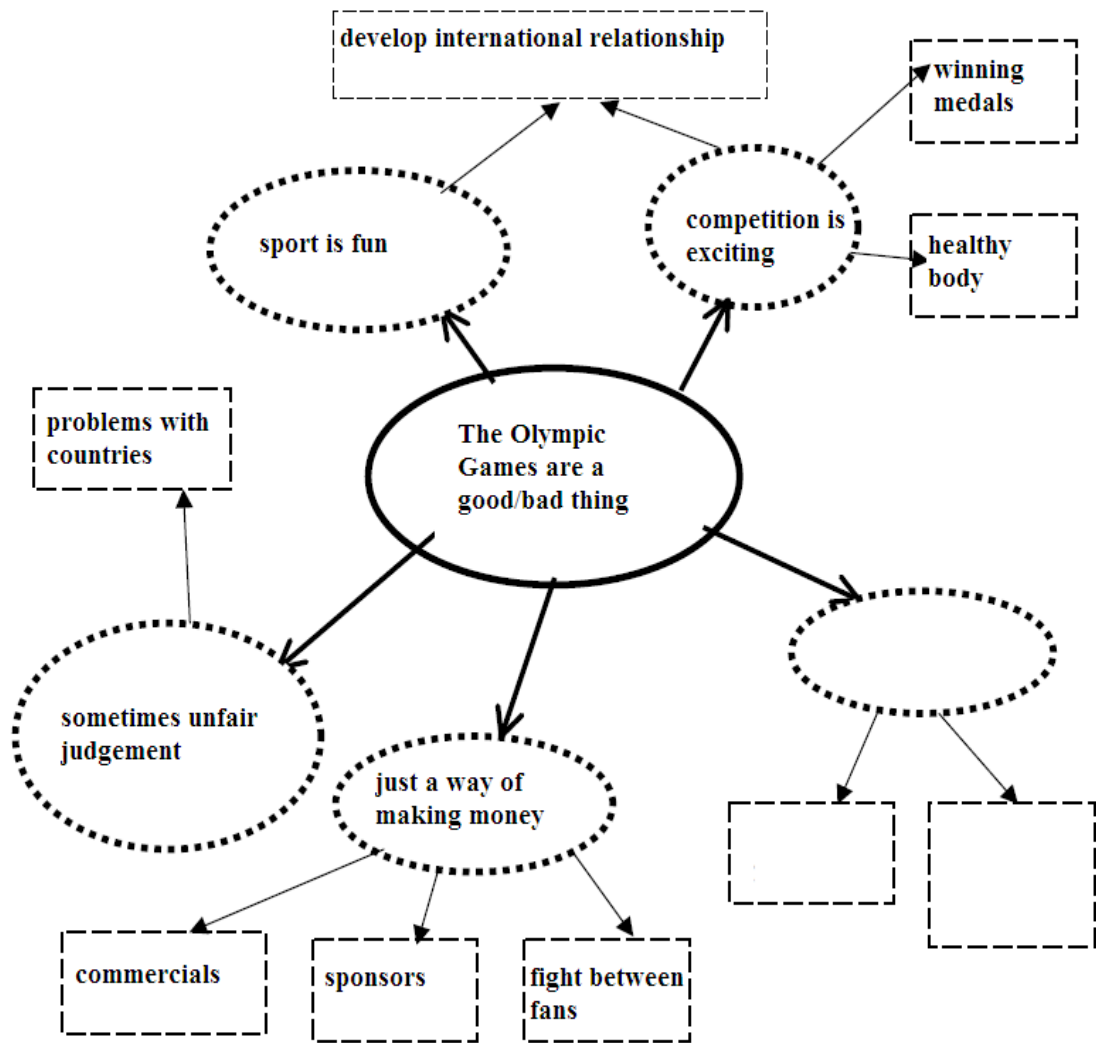 develop international relationship
winning
medals
sport is fun
competition is
exciting
healthy
body
problems with
countries
The Olympic
Games are a
good/bad thing
sometimes unfair
judgement
just a way of
making money
commercials
sponsors
fight between
fans